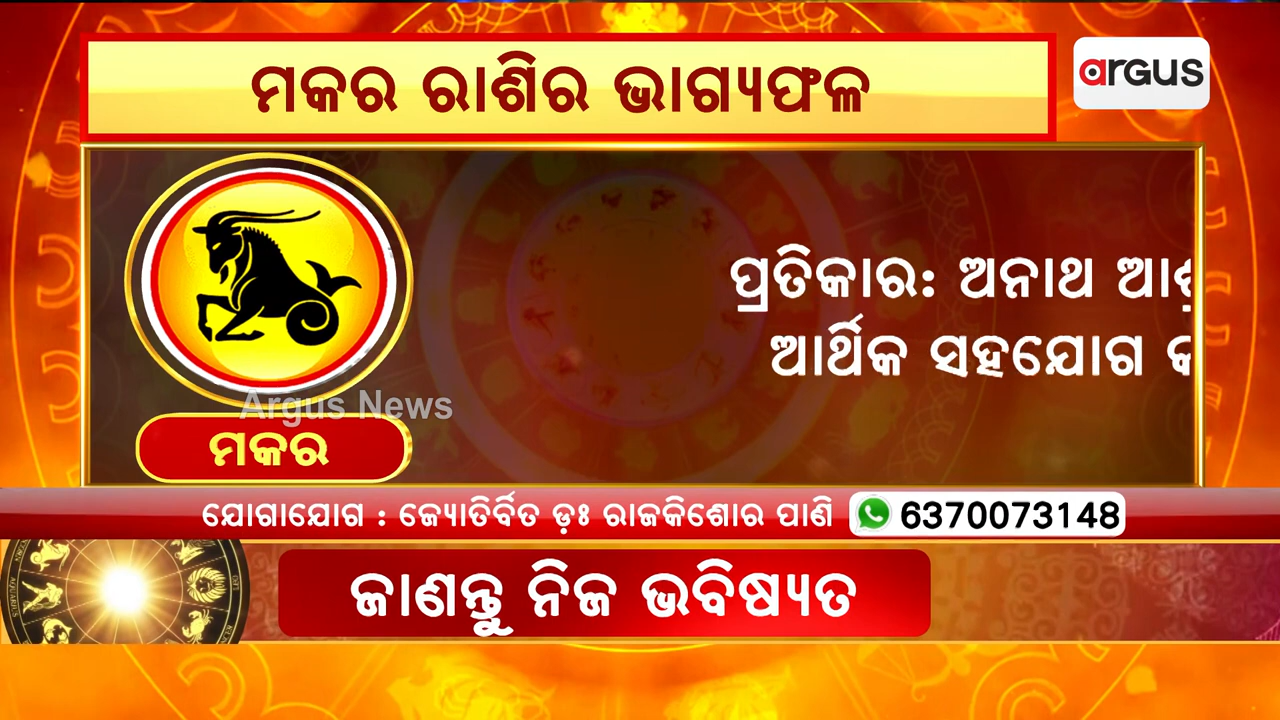 ମକର ରାଶିର ଭାଗ୍ୟଫଳ
aRGUS
ପ୍ରତିକାର: ଅନାଥ
ଆର୍ଥିକ ସହଯୋଗ
Argus News
ମକର
ଯୋଗାଯୋଗ : ଜ୍ୟୋତିର୍ବିତ ଡ଼ଃ ରାଜକିଶୋର ପାଣି 6370073148
ଜାଣନ୍ତୁ ନିଜ ଭବିଷ୍ୟତ